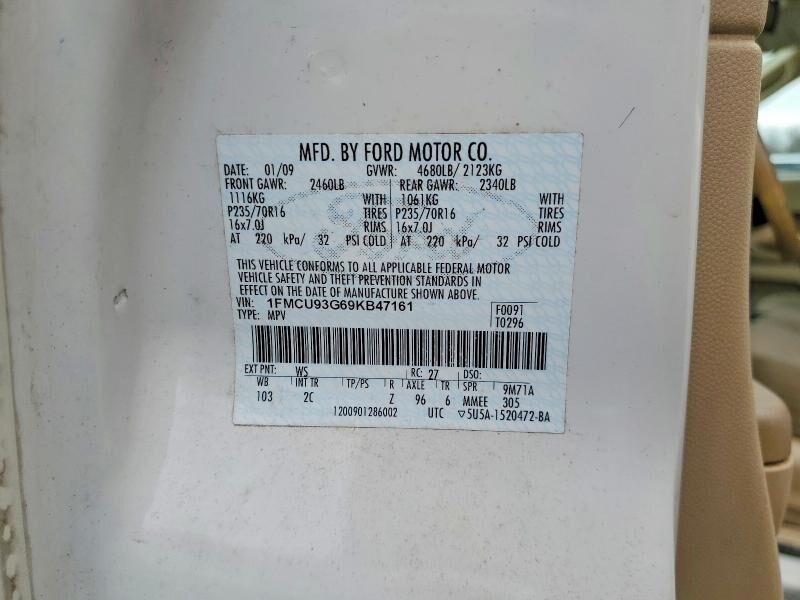 MFD. BY FORD MOTOR CO.
DATE: 01/09 GVWR: 4680LB/ 2123KG
FRONT GAWR: 2460LB REAR GAWR: 2340LB
1116KG WITH 1061KG WITH
P235/70R16 TIRES P235/70R16 TIRES
16x7.0J RIMS 16x7.0J RIMS
AT 220 kPa/ 32 PSI COLD AT 220 kPa/ 32 PSI COLD
THIS VEHICLE CONFORMS TO ALL APPLICABLE FEDERAL MOTOR
VEHICLE SAFETY AND THEFT PREVENTION STANDARDS IN
EFFECT ON THE DATE OF MANUFACTURE SHOWN ABOVE.
VIN: 1FMCU93G69KB47161 F0091
TYPE: MPV T0296
EXT PNT: WS RC: 27 DSO:
WB INT TR TP/PS R AXLE TR SPR 9M71A
103 2C Z 96 6 MMEE 305
1200901286002 UTC ▽5U5A-1520472-BA